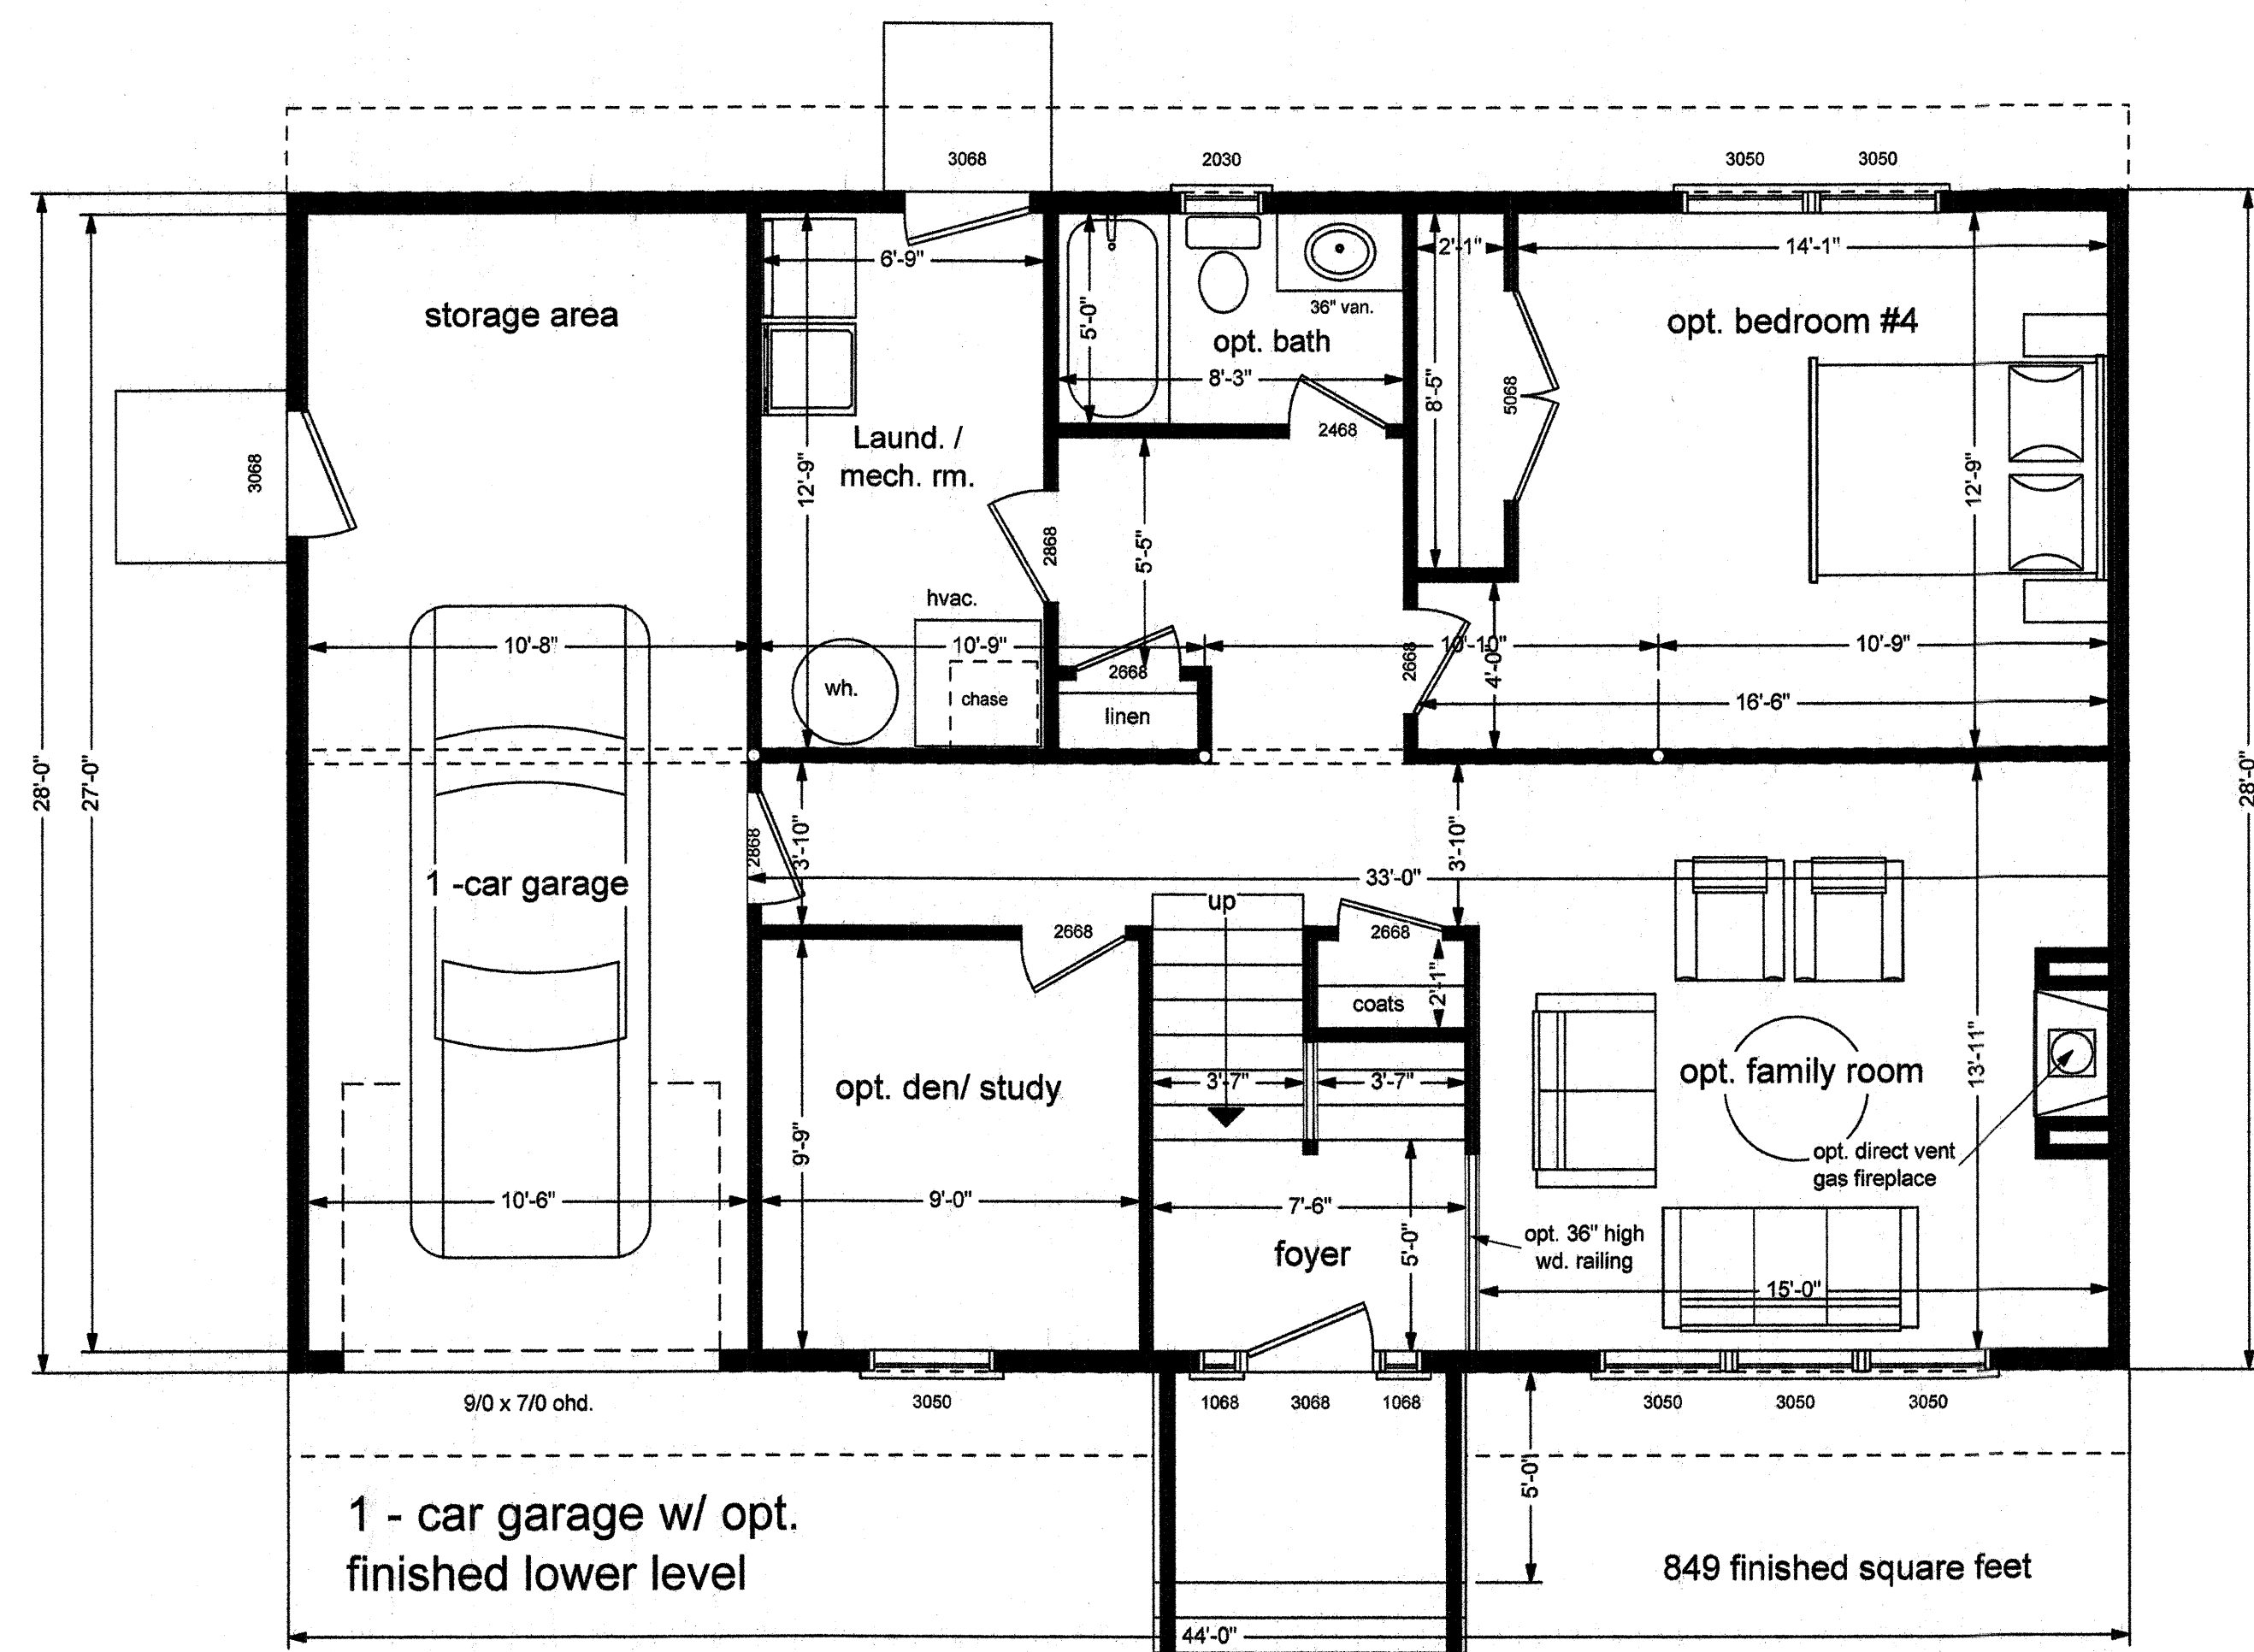 3068
2030
3050
3050
6'-9"
2'-1"
14'-1"
storage area
5'-0"
36" van.
opt. bath
opt. bedroom #4
8'-3"
8'-5"
5068
2468
Laund. /
mech. rm.
12'-9"
3068
2868
5'-5"
12'-9"
hvac.
10'-8"
10'-9"
10'-10"
10'-9"
2668
2668
4'-0"
wh.
chase
linen
16'-6"
28'-0"
27'-0"
28'-0"
2868
3'-10"
3'-10"
33'-0"
1 -car garage
up
2668
2668
2'-1"
coats
opt. den/ study
3'-7"
3'-7"
opt. family room
13'-11"
9'-9"
opt. direct vent
gas fireplace
10'-6"
9'-0"
7'-6"
5'-0"
foyer
opt. 36" high
wd. railing
15'-0"
9/0 x 7/0 ohd.
3050
1068
3068
1068
3050
3050
3050
5'-0"
1 - car garage w/ opt.
finished lower level
849 finished square feet
44'-0"